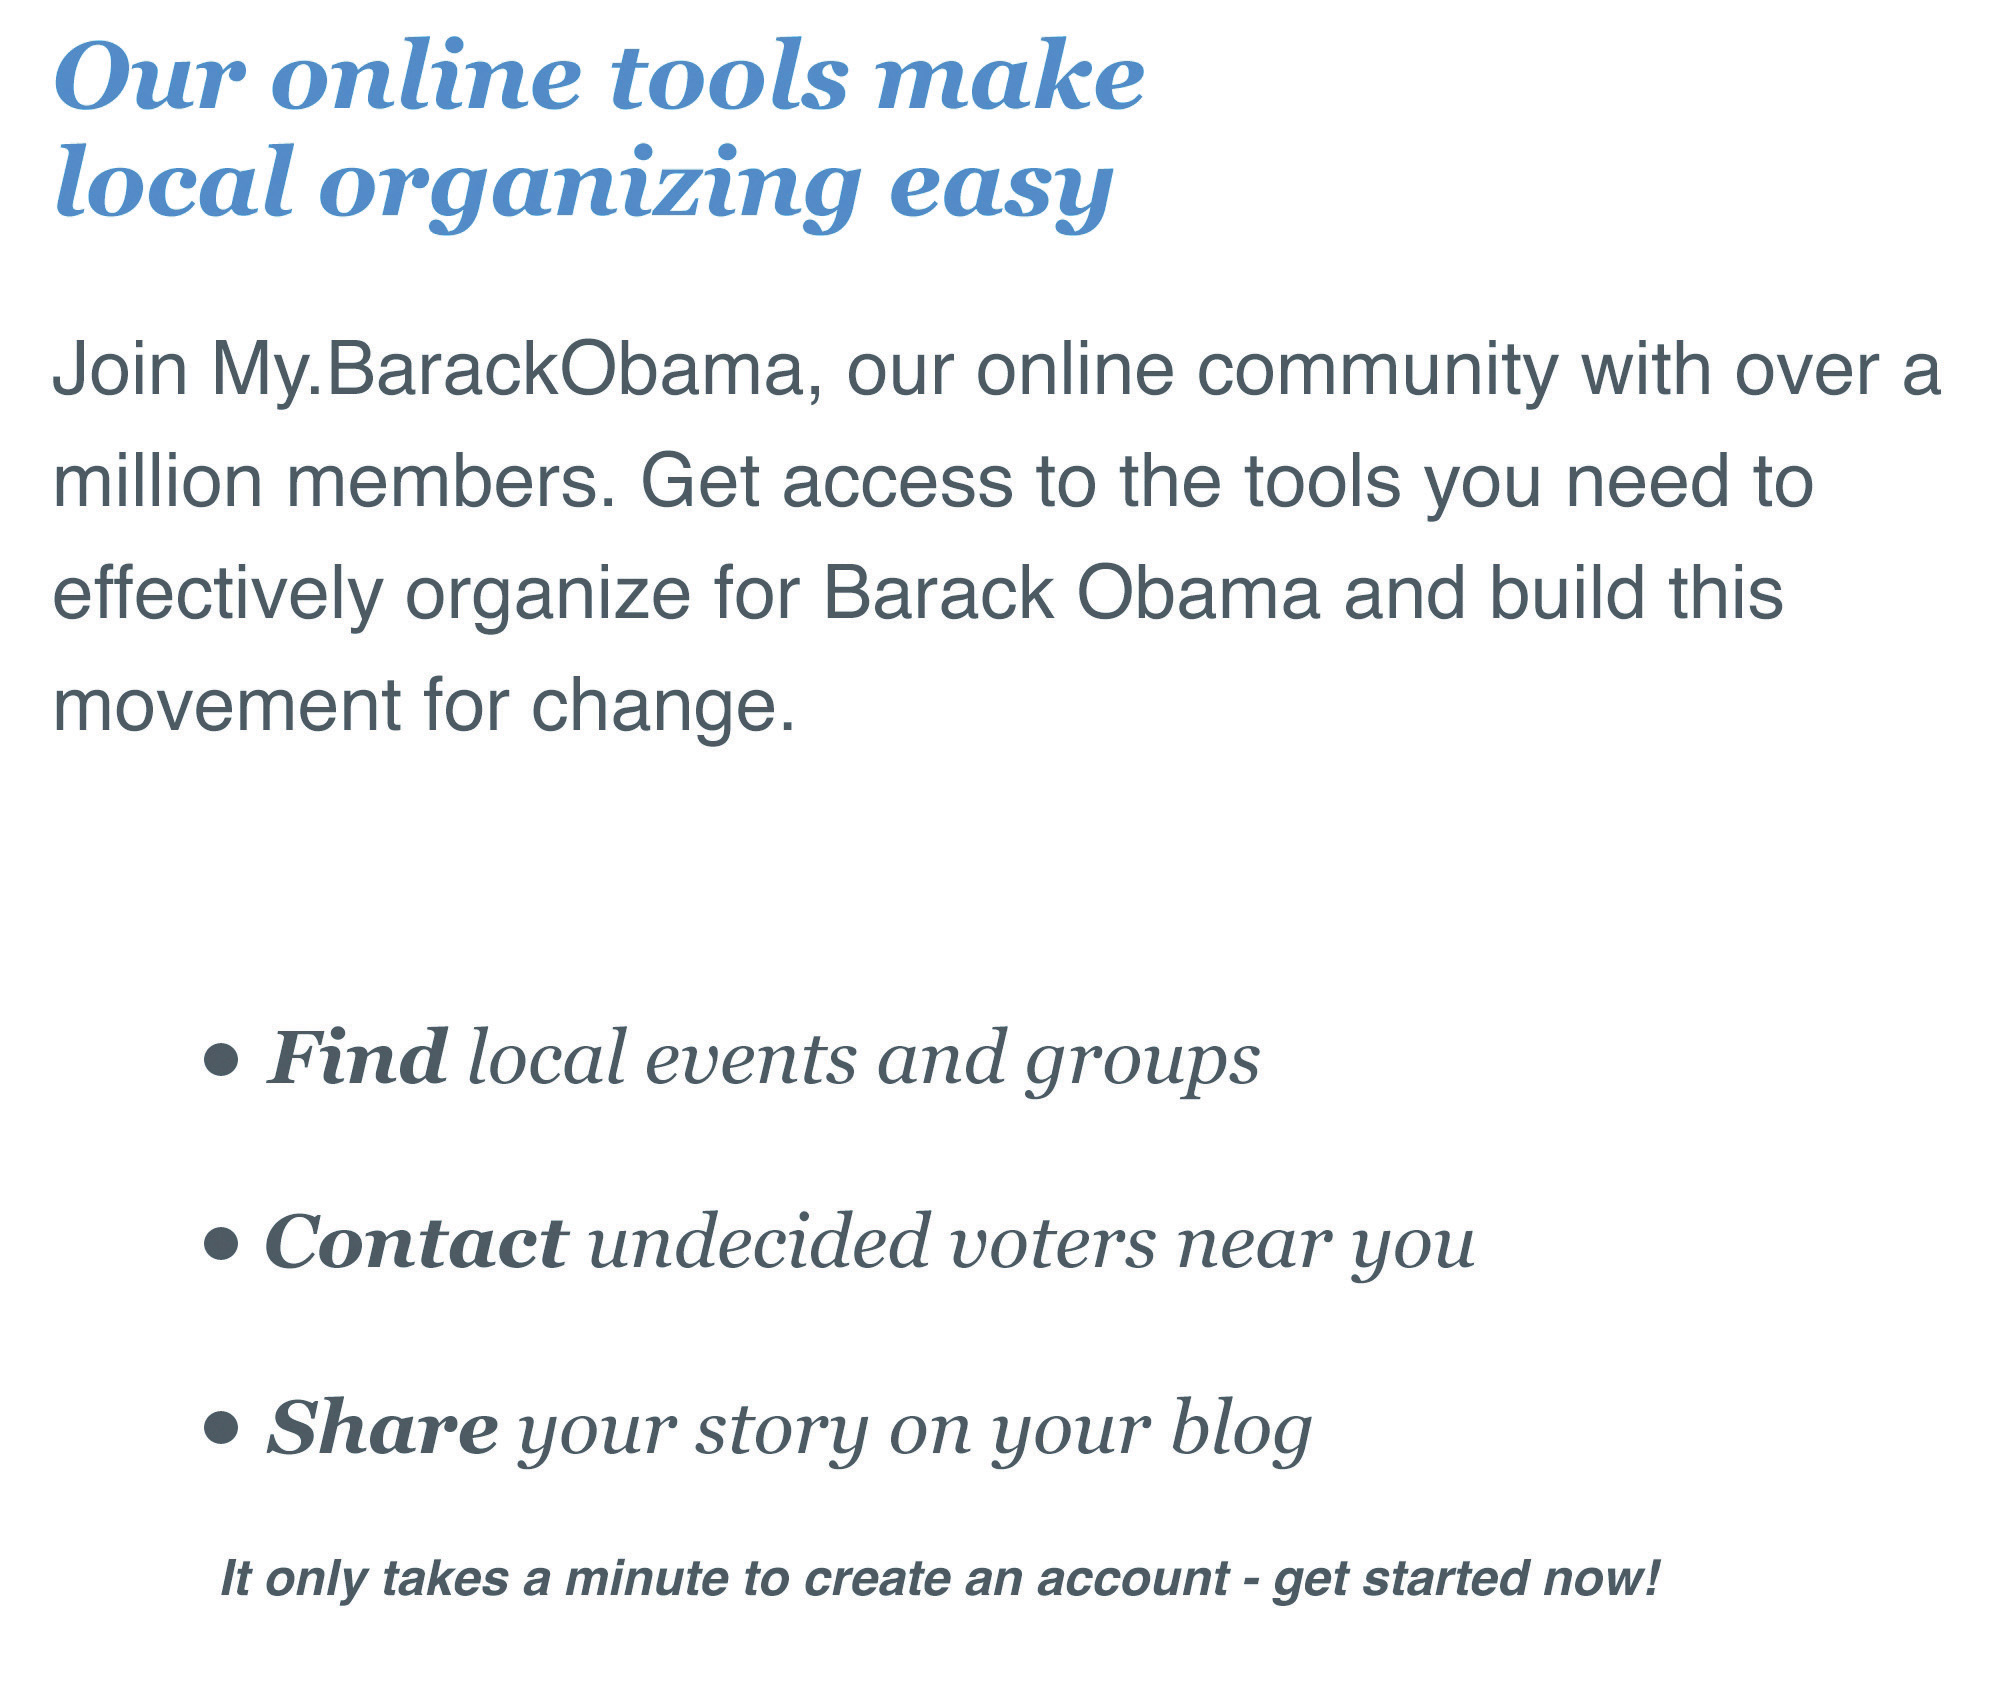 Our online tools make
local organizing easy
Join My.BarackObama, our online community with over a
million members. Get access to the tools you need to
effectively organize for Barack Obama and build this
movement for change.
• Find local events and groups
• Contact undecided voters near you
• Share your story on your blog
It only takes a minute to create an account - get started now!